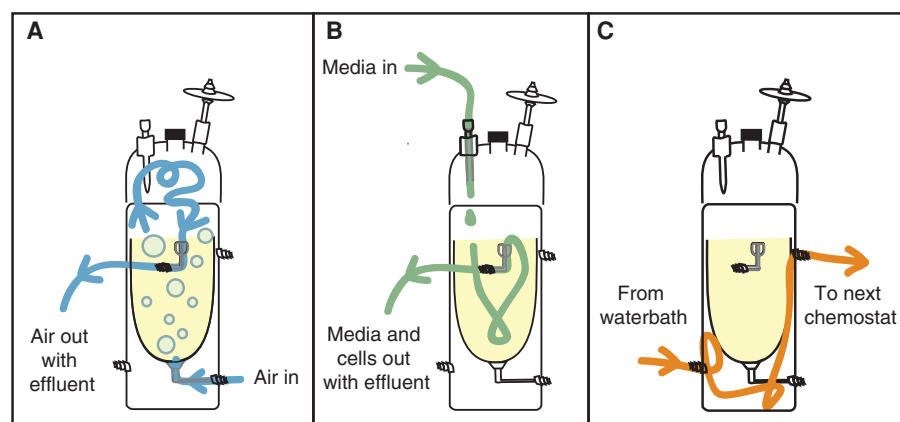 A
Air out
with
effluent
Air in
B
Media in
Media and
cells out
with effluent
C
From
waterbath
To next
chemostat